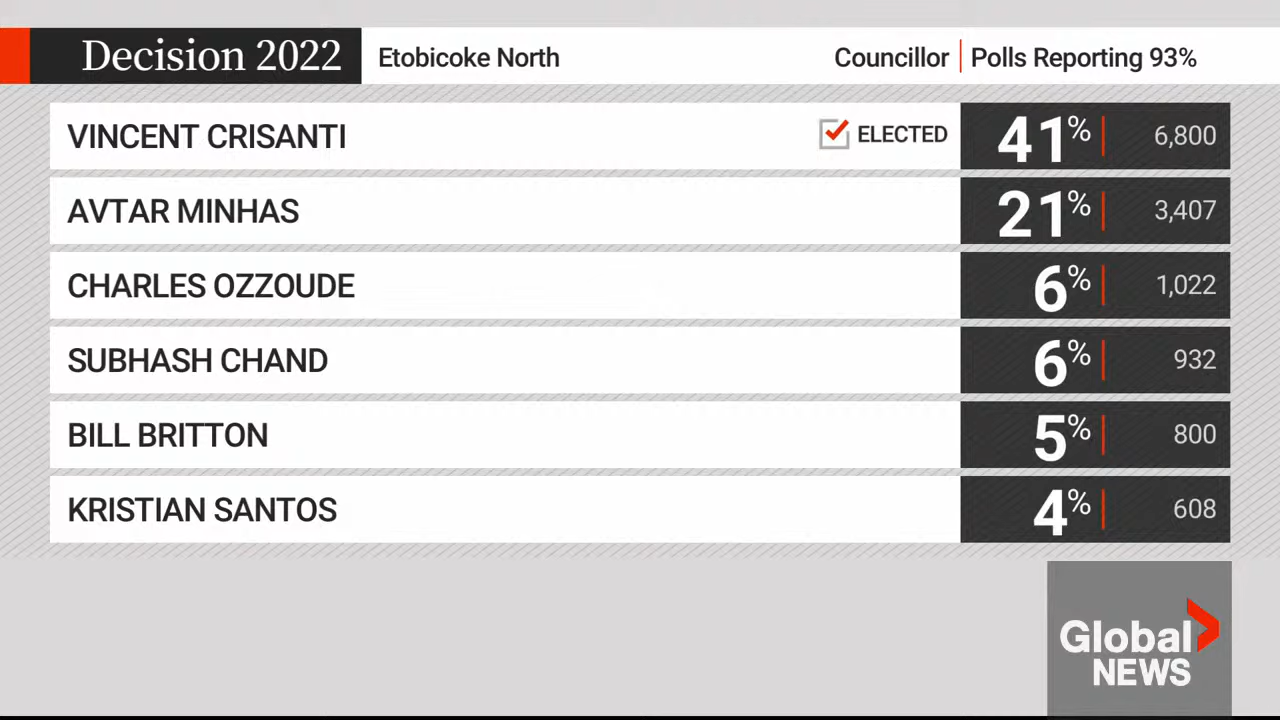 Decision 2022 Etobicoke North Councillor Polls Reporting 93%
VINCENT CRISANTI ELECTED 41% 6,800
AVTAR MINHAS 21% 3,407
CHARLES OZZOUDE 6% 1,022
SUBHASH CHAND 6% 932
BILL BRITTON 5% 800
KRISTIAN SANTOS 4% 608
Global
NEWS